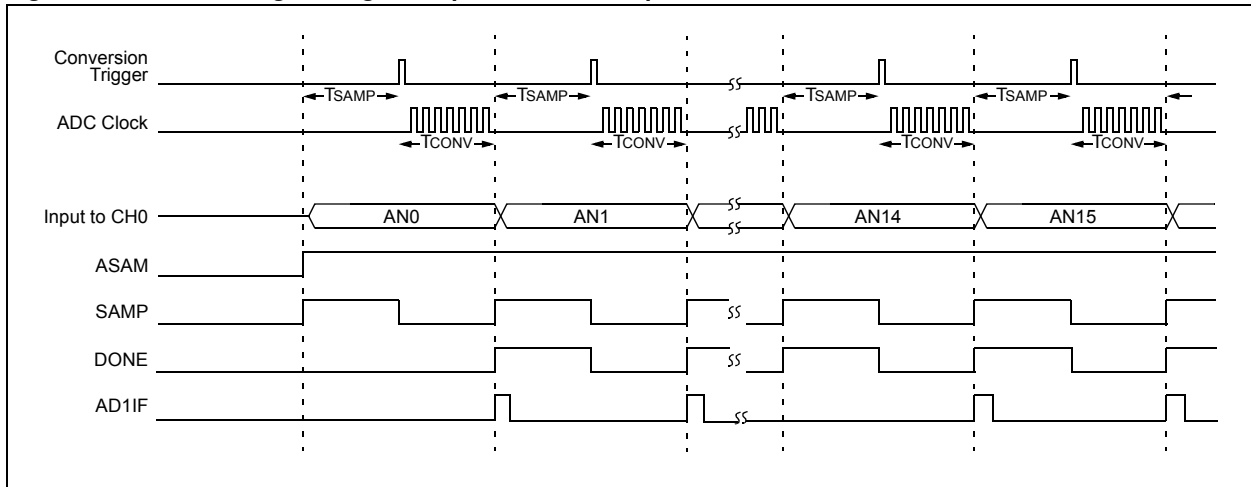 Conversion
Trigger
TSAMP TSAMP TSAMP TSAMP
ADC Clock
TCONV TCONV TCONV TCONV
Input to CH0 AN0 AN1 AN14 AN15
ASAM
SAMP
DONE
AD1IF